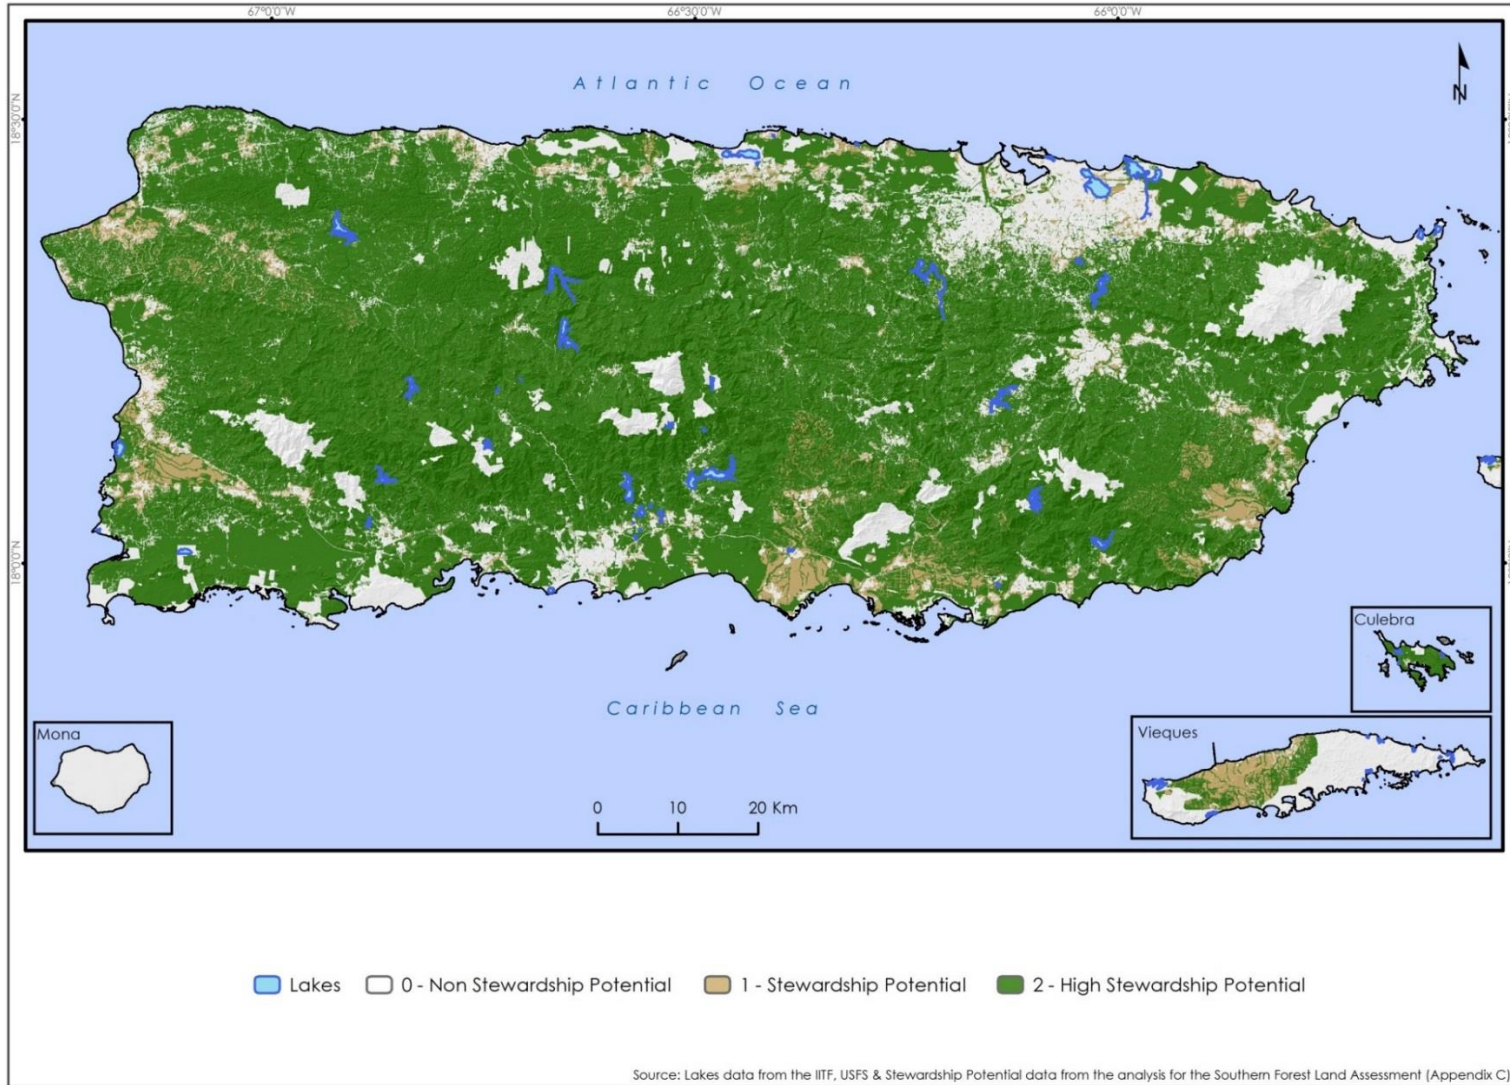 67°0'0"W 66°30'0"W 66°0'0"W
Atlantic Ocean
N
18°30'0"N
18°0'0"N
Culebra
Caribbean Sea
Mona
Vieques
0 10 20 Km
Lakes 0 - Non Stewardship Potential 1 - Stewardship Potential 2 - High Stewardship Potential
Source: Lakes data from the IITF, USFS & Stewardship Potential data from the analysis for the Southern Forest Land Assessment (Appendix C)